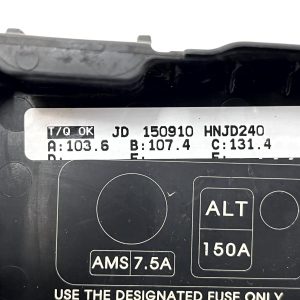 T/Q OK JD 150910 HNJD240
A:103.6 B:107.4 C:131.4
ALT
150A
AMS 7.5A
USE THE DESIGNATED FUSE ONLY